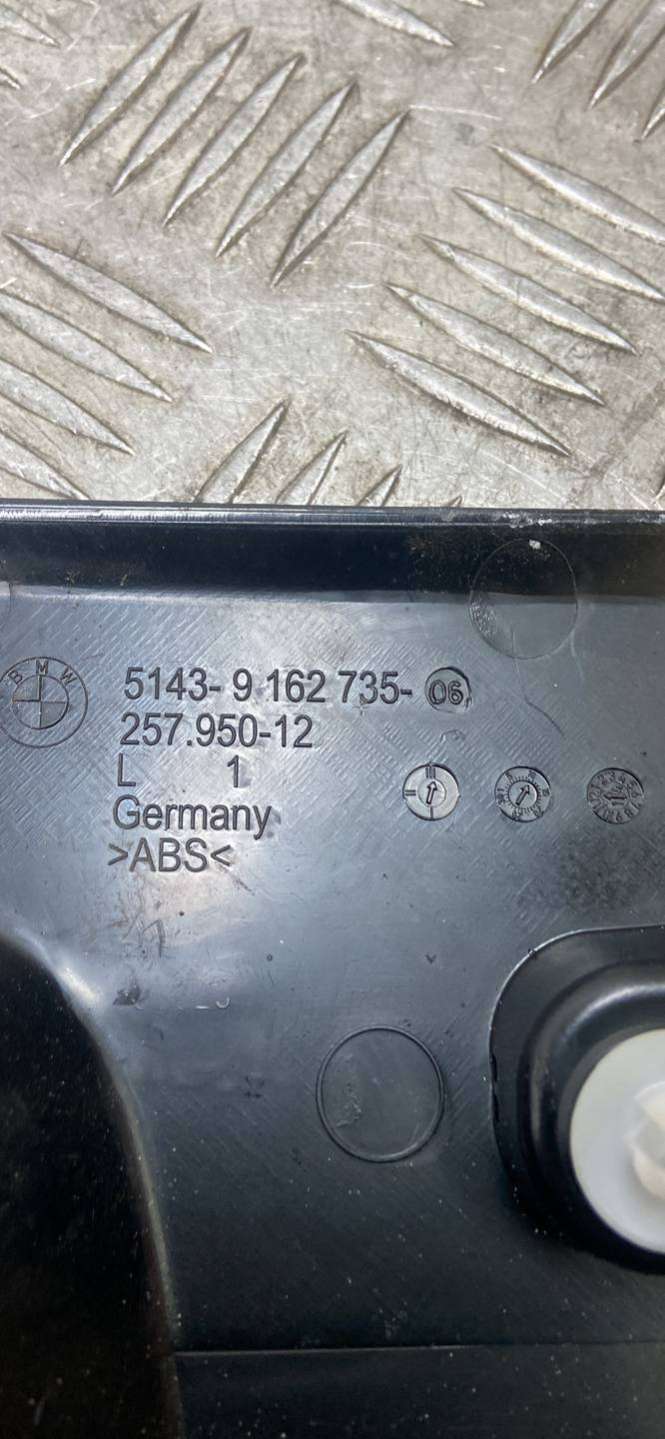 BMW
5143- 9 162 735- 06
257.950-12
L 1
Germany
>ABS<